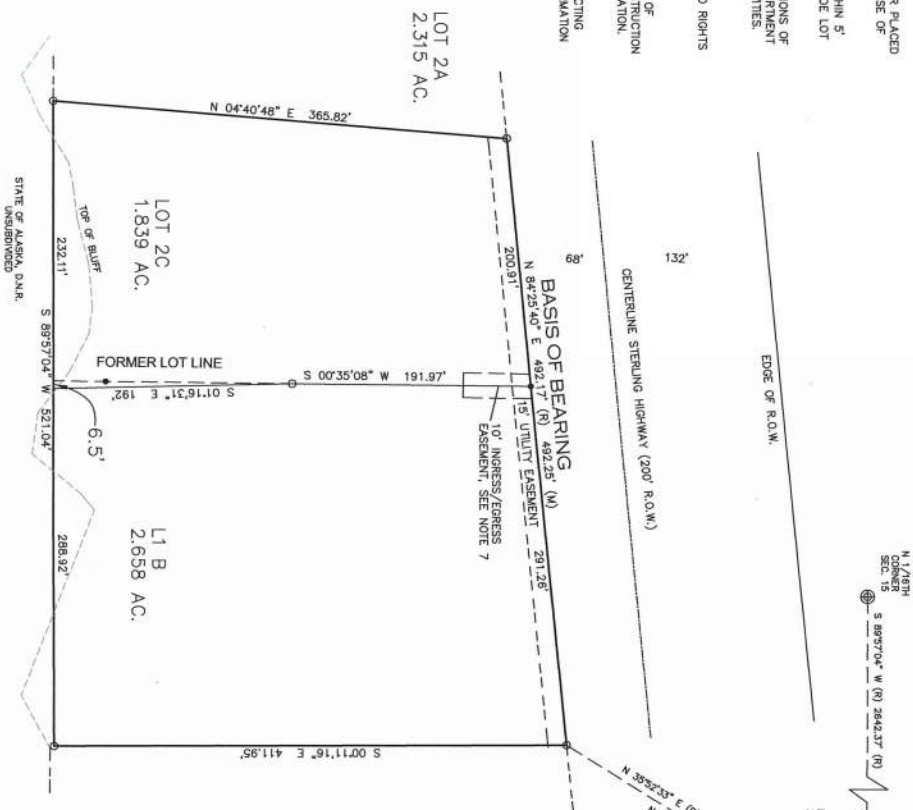 R PLACED
SE OF
HIN 5'
DE LOT
IONS OF
ARTMENT
ITIES.
D RIGHTS
OF
TRUCTION
ATION.
CTING
RMATION
N 1/16TH
CORNER
SEC. 15
S 89°57'04" W (R) 2642.37' (R)
EDGE OF R.O.W.
132'
CENTERLINE STERLING HIGHWAY (200' R.O.W.)
68'
BASIS OF BEARING
N 84°25'40" E 492.17' (R) 492.25' (M)
200.91'
291.26'
15' UTILITY EASEMENT
10' INGRESS/EGRESS
EASEMENT, SEE NOTE 7
N 35°52'33" E
LOT 2A
2.315 AC.
N 04°40'48" E 365.82'
LOT 2C
1.839 AC.
S 00°35'08" W 191.97'
FORMER LOT LINE
S 01°16'31" E 192'
6.5'
L1 B
2.658 AC.
S 00°11'16" E 411.95'
TOP OF BLUFF
232.11'
S 89°57'04" W 521.04'
288.92'
STATE OF ALASKA, D.N.R.
UNSUBDIVIDED